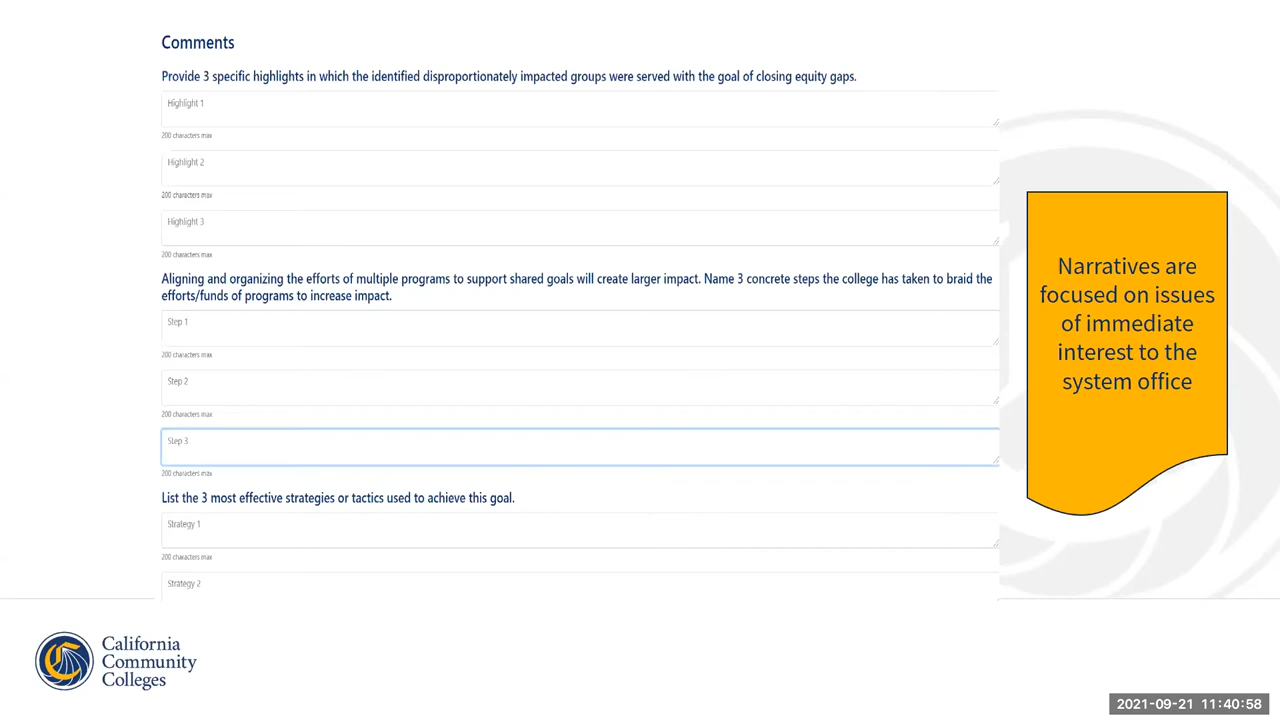 Comments
Provide 3 specific highlights in which the identified disproportionately impacted groups were served with the goal of closing equity gaps.
Highlight 1
200 characters max
Highlight 2
200 characters max
Highlight 3
200 characters max
Aligning and organizing the efforts of multiple programs to support shared goals will create larger impact. Name 3 concrete steps the college has taken to braid the
efforts/funds of programs to increase impact.
Step 1
200 characters max
Step 2
200 characters max
Step 3
200 characters max
List the 3 most effective strategies or tactics used to achieve this goal.
Strategy 1
200 characters max
Strategy 2
Narratives are
focused on issues
of immediate
interest to the
system office
California
Community
Colleges
2021-09-21 11:40:58